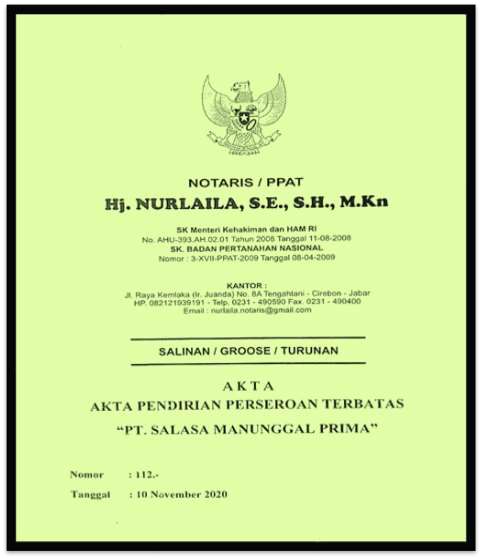 NOTARIS / PPAT
Hj. NURLAILA, S.E., S.H., M.Kn
SK Menteri Kehakiman dan HAM RI
No. AHU-393.AH.02.01 Tahun 2008 Tanggal 11-08-2008
SK. BADAN PERTANAHAN NASIONAL
Nomor : 3-XVII-PPAT-2009 Tanggal 08-04-2009
KANTOR :
Jl. Raya Kemlaka (Ir. Juanda) No. 8A Tengahtani - Cirebon - Jabar
HP. 082121939191 - Telp. 0231 - 490590 Fax. 0231 - 490400
Email : nurlaila.notaris@gmail.com
SALINAN / GROOSE / TURUNAN
AKTA
AKTA PENDIRIAN PERSEROAN TERBATAS
“PT. SALASA MANUNGGAL PRIMA”
Nomor : 112.-
Tanggal : 10 November 2020